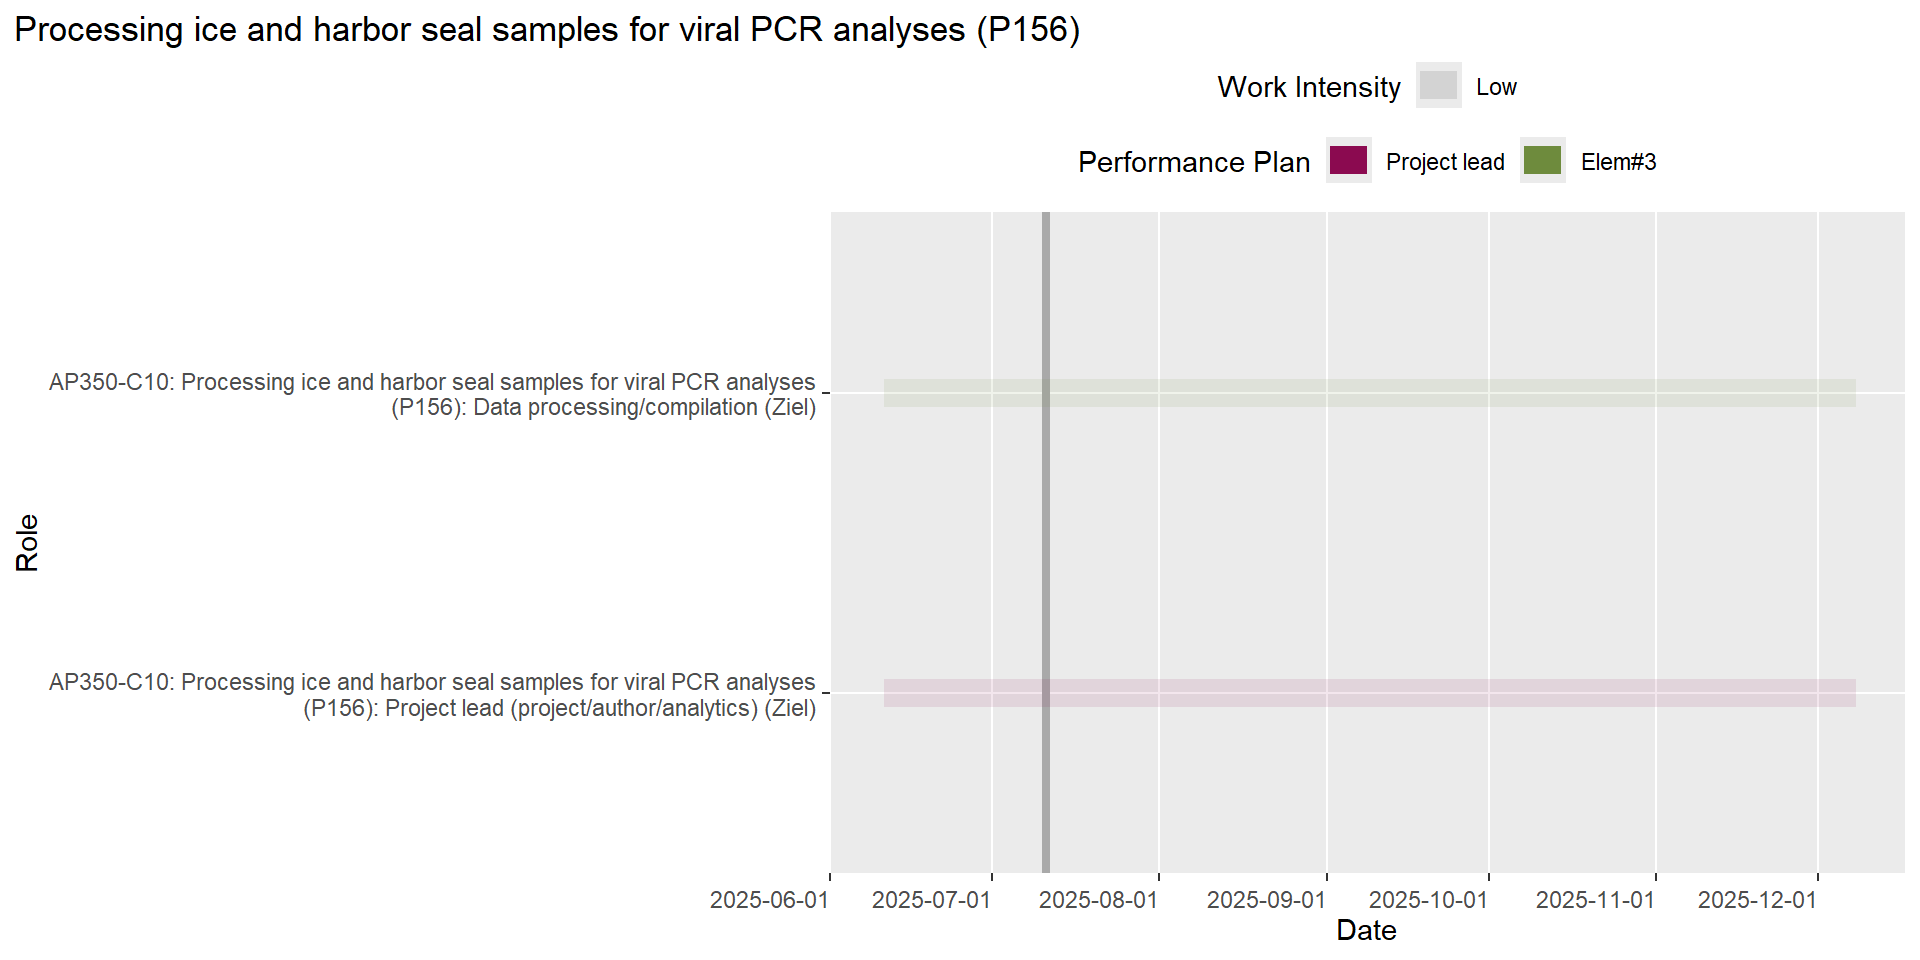 Processing ice and harbor seal samples for viral PCR analyses (P156)
Work Intensity Low
Performance Plan Project lead Elem#3
AP350-C10: Processing ice and harbor seal samples for viral PCR analyses
(P156): Data processing/compilation (Ziel)
Role
AP350-C10: Processing ice and harbor seal samples for viral PCR analyses
(P156): Project lead (project/author/analytics) (Ziel)
2025-06-01 2025-07-01 2025-08-01 2025-09-01 2025-10-01 2025-11-01 2025-12-01
Date